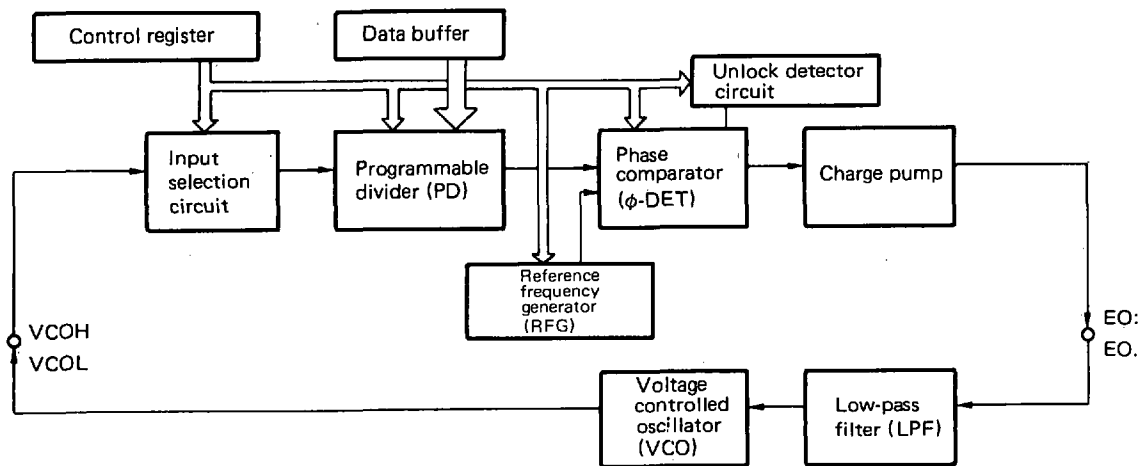 Control register
Data buffer
Unlock detector
circuit
Input
selection
circuit
Programmable
divider (PD)
Phase
comparator
(φ-DET)
Charge pump
Reference
frequency
generator
(RFG)
VCOH
VCOL
EO:
EO.
Voltage
controlled
oscillator
(VCO)
Low-pass
filter (LPF)